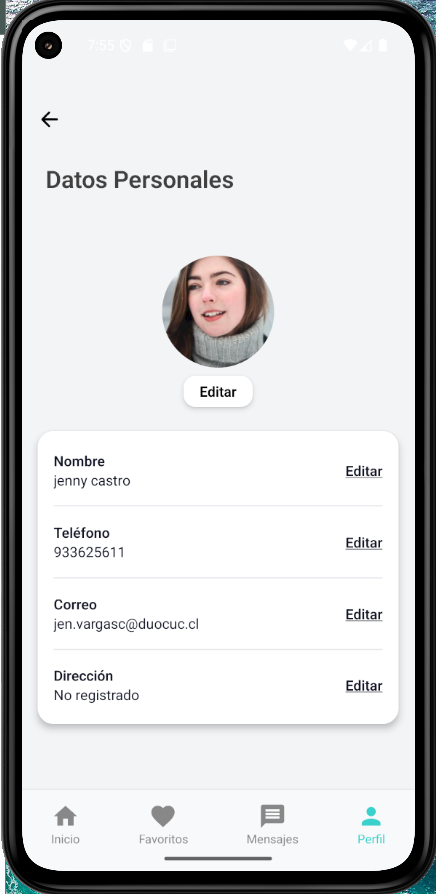 7:55
Datos Personales
Editar
Nombre
jenny castro
Editar
Teléfono
933625611
Editar
Correo
jen.vargasc@duocuc.cl
Editar
Dirección
No registrado
Editar
Inicio
Favoritos
Mensajes
Perfil